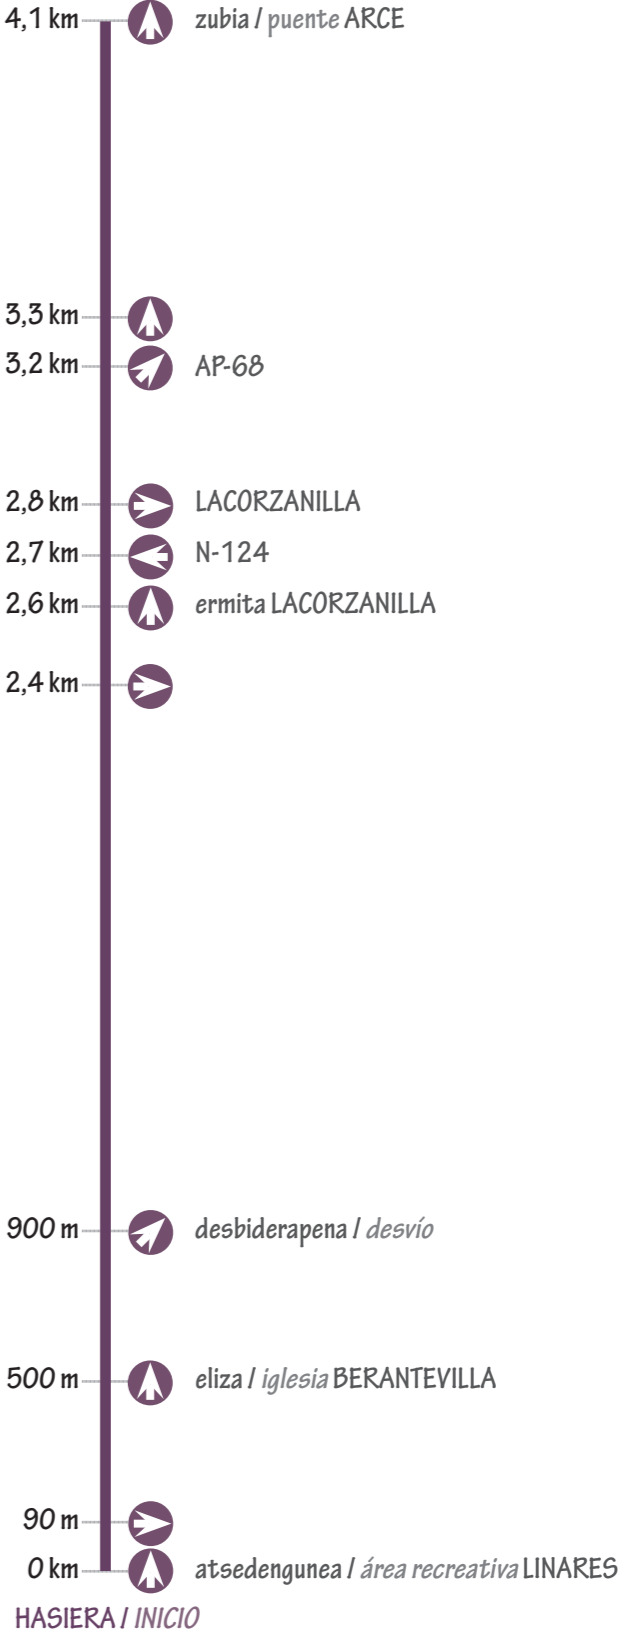 4,1 km zubia / puente ARCE
3,3 km
3,2 km AP-68
2,8 km LACORZANILLA
2,7 km N-124
2,6 km ermita LACORZANILLA
2,4 km
900 m desbiderapena / desvío
500 m eliza / iglesia BERANTEVILLA
90 m
0 km atsedengunea / área recreativa LINARES
HASIERA / INICIO